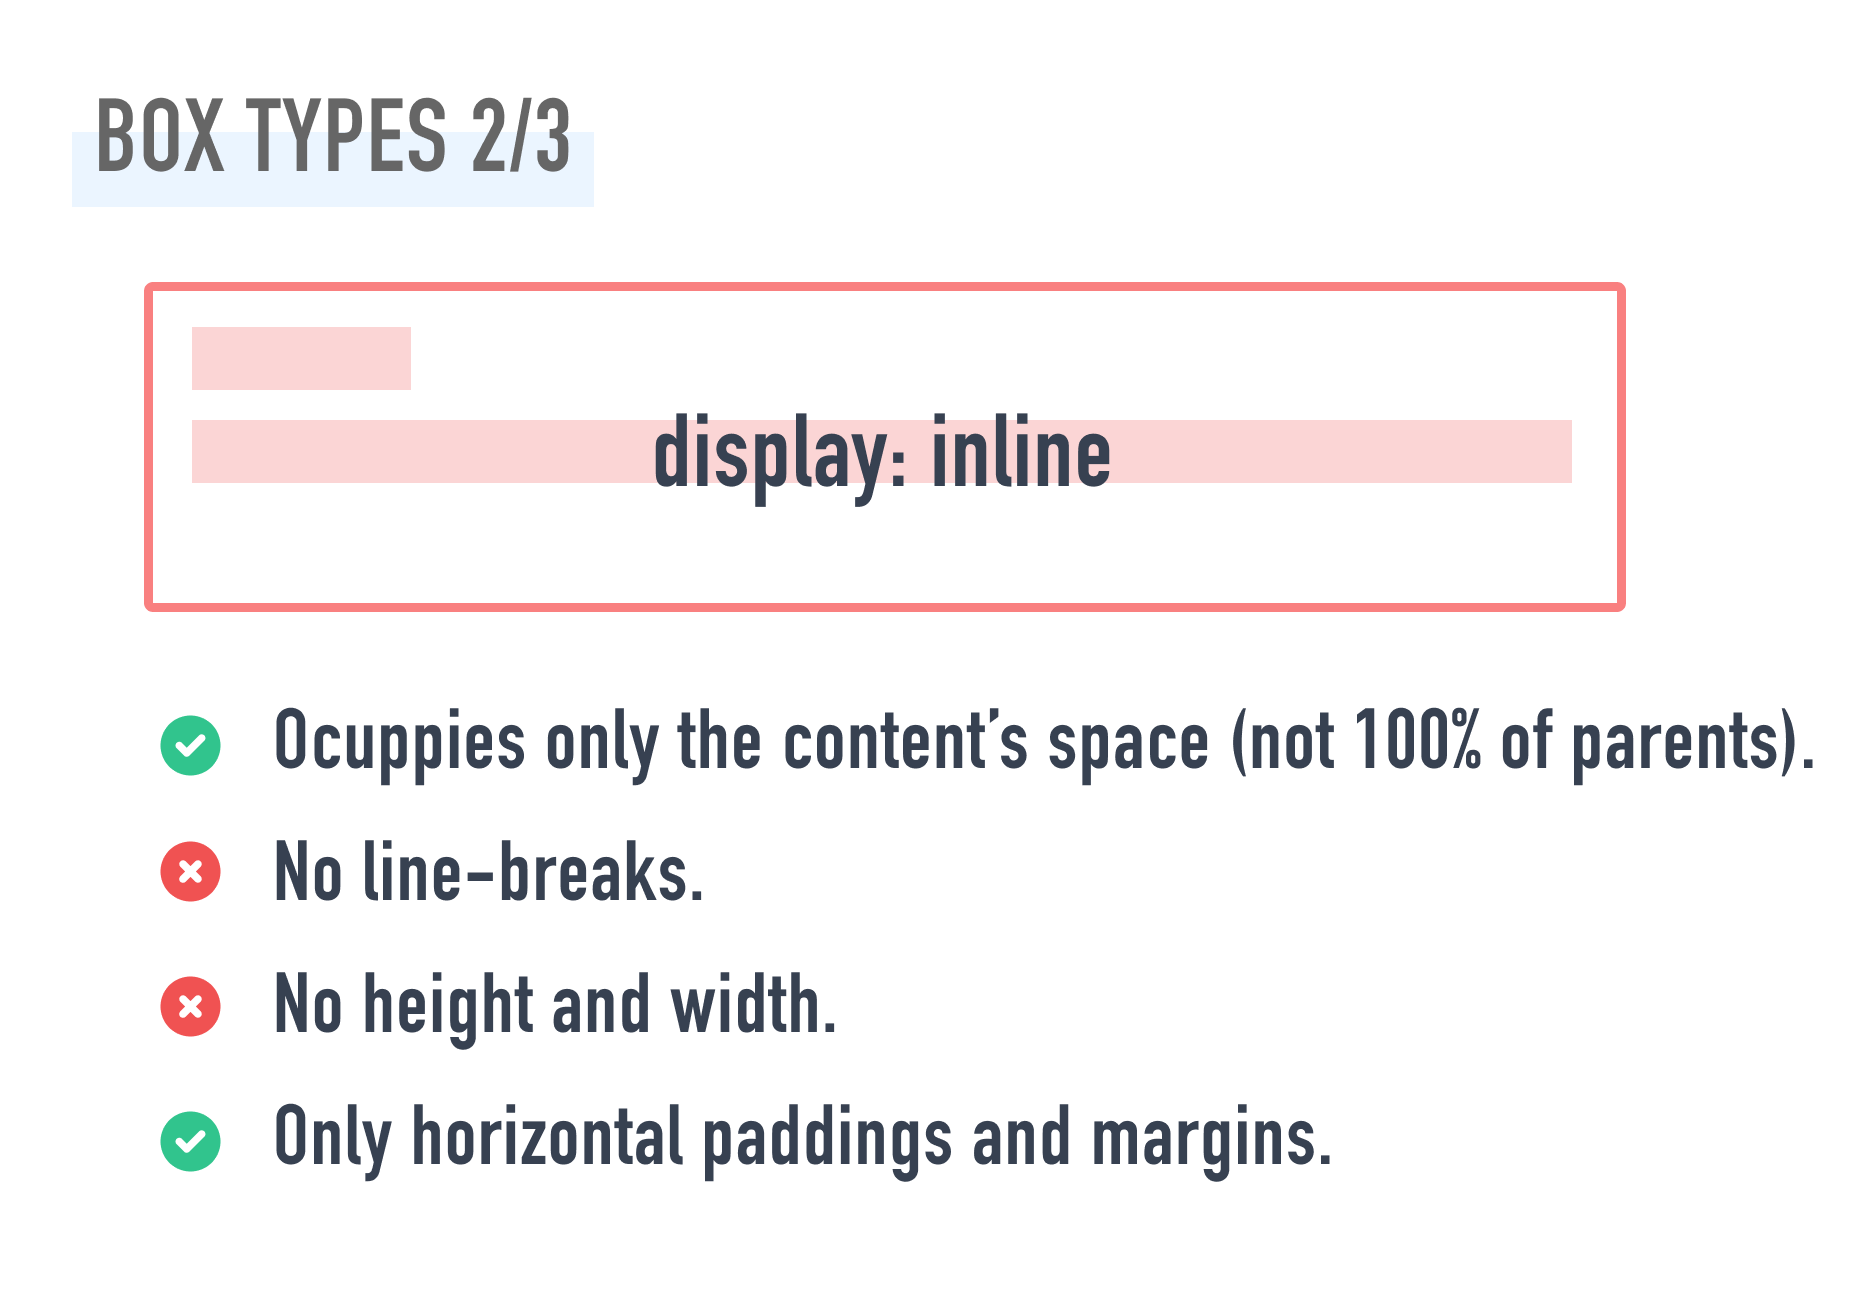 BOX TYPES 2/3
display: inline
Ocuppies only the content’s space (not 100% of parents).
No line-breaks.
No height and width.
Only horizontal paddings and margins.